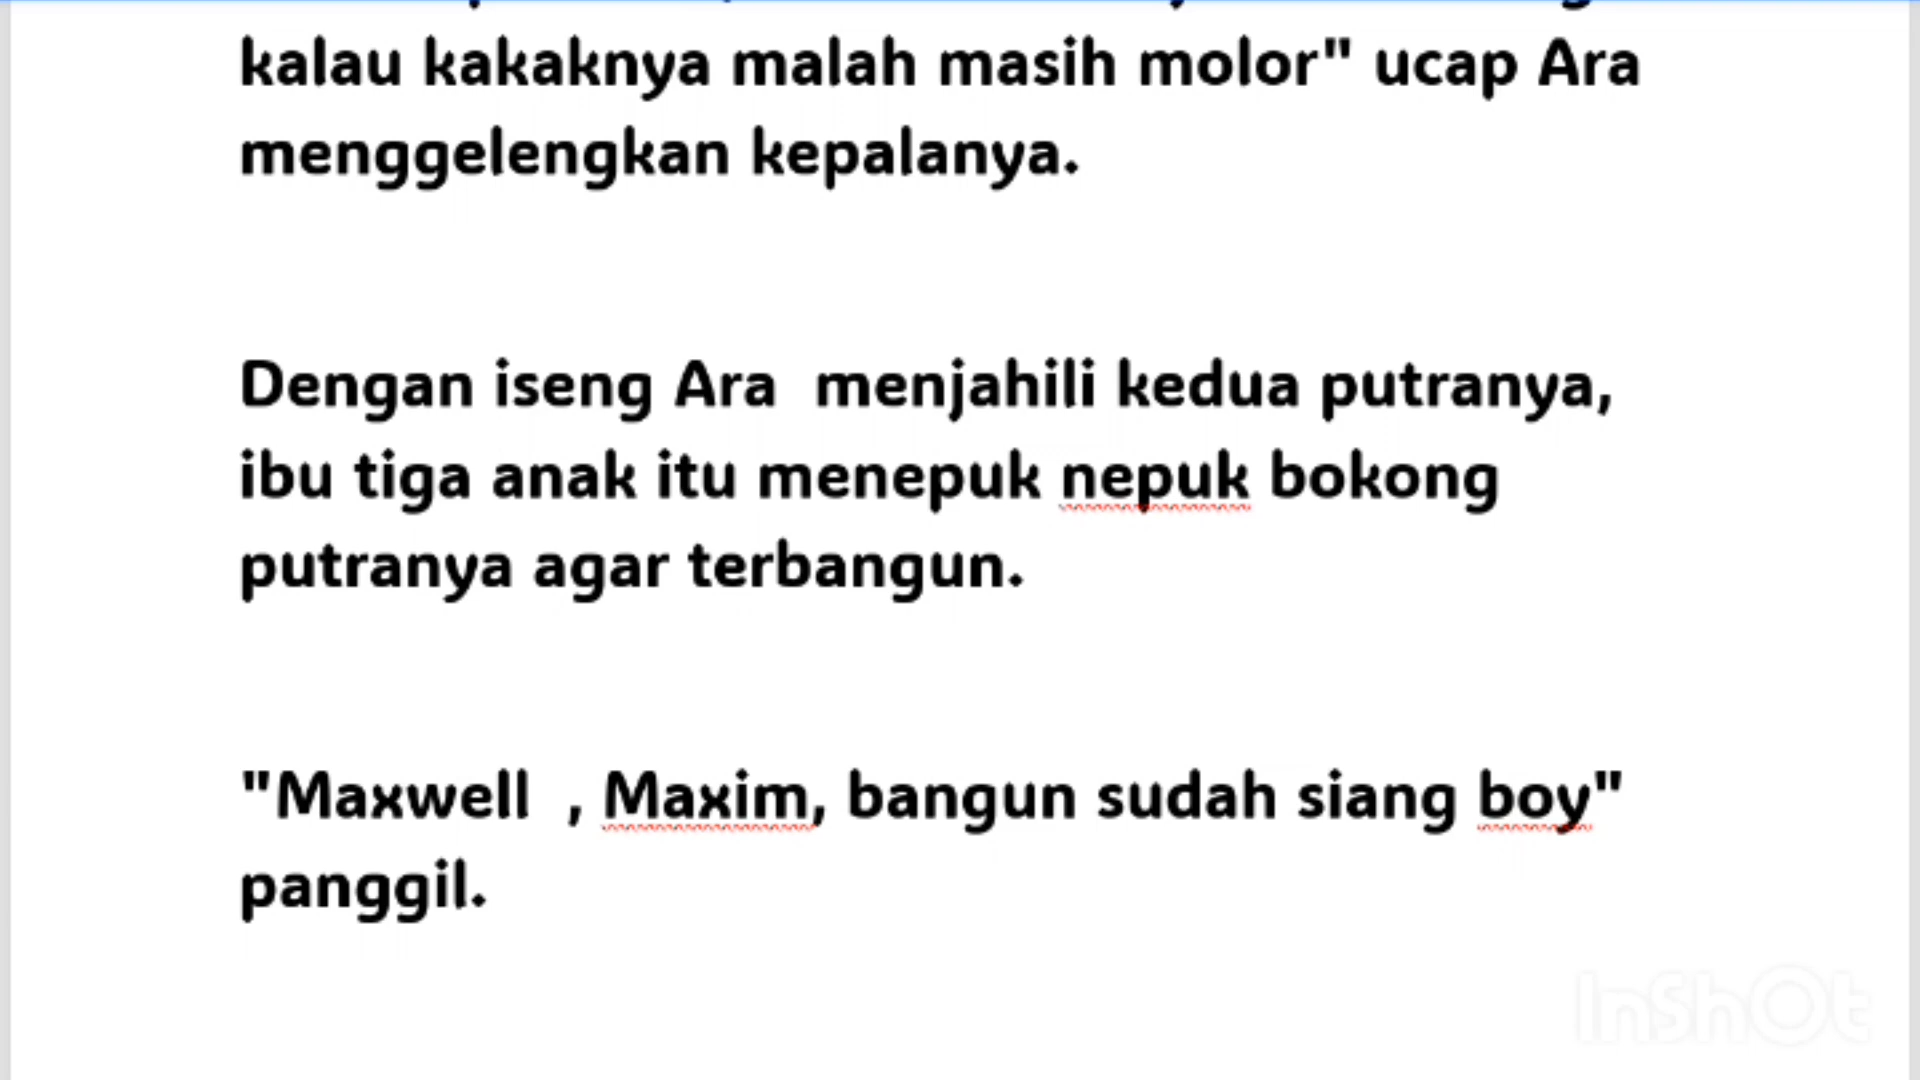 kalau kakaknya malah masih molor" ucap Ara
menggelengkan kepalanya.
Dengan iseng Ara  menjahili kedua putranya,
ibu tiga anak itu menepuk nepuk bokong
putranya agar terbangun.
"Maxwell  , Maxim, bangun sudah siang boy"
panggil.
InShOt